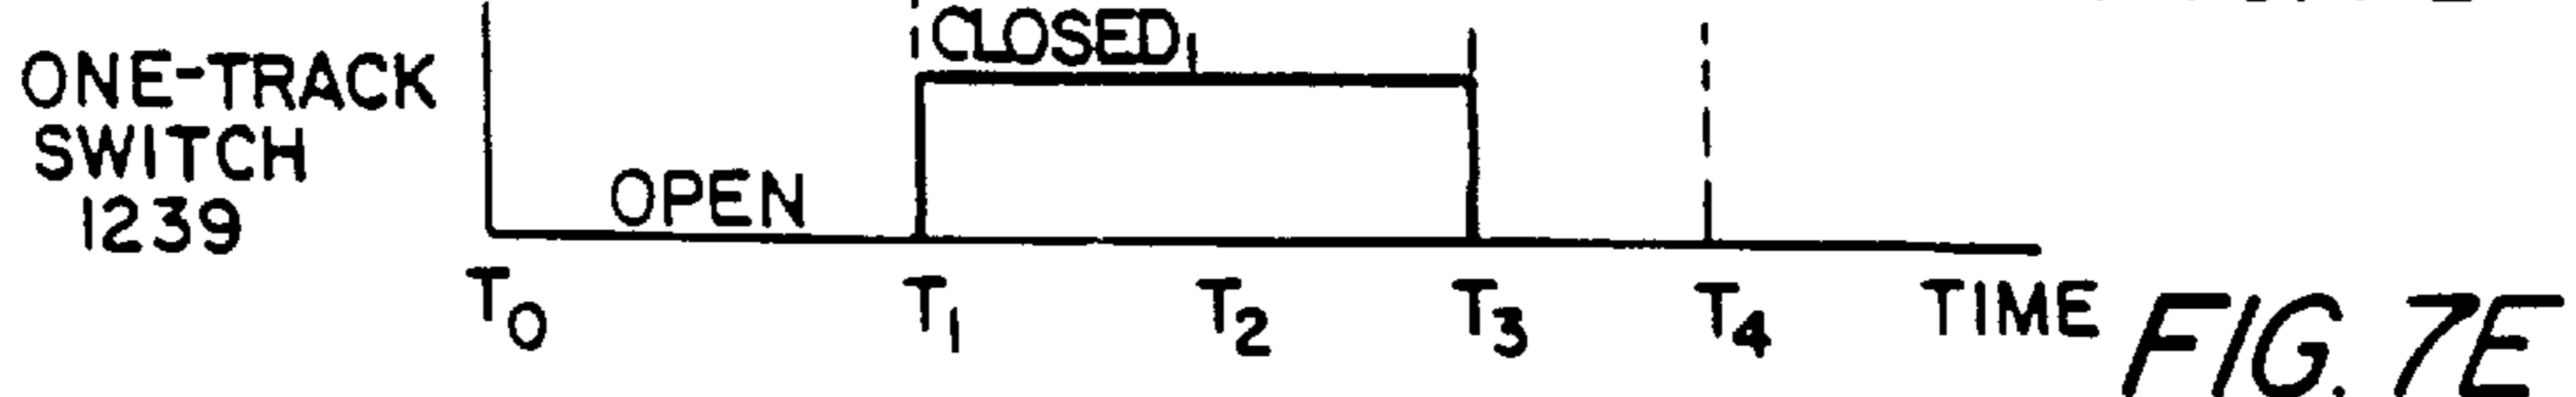 CLOSED
ONE-TRACK
SWITCH
1239
OPEN
T0 T1 T2 T3 T4 TIME
FIG. 7E